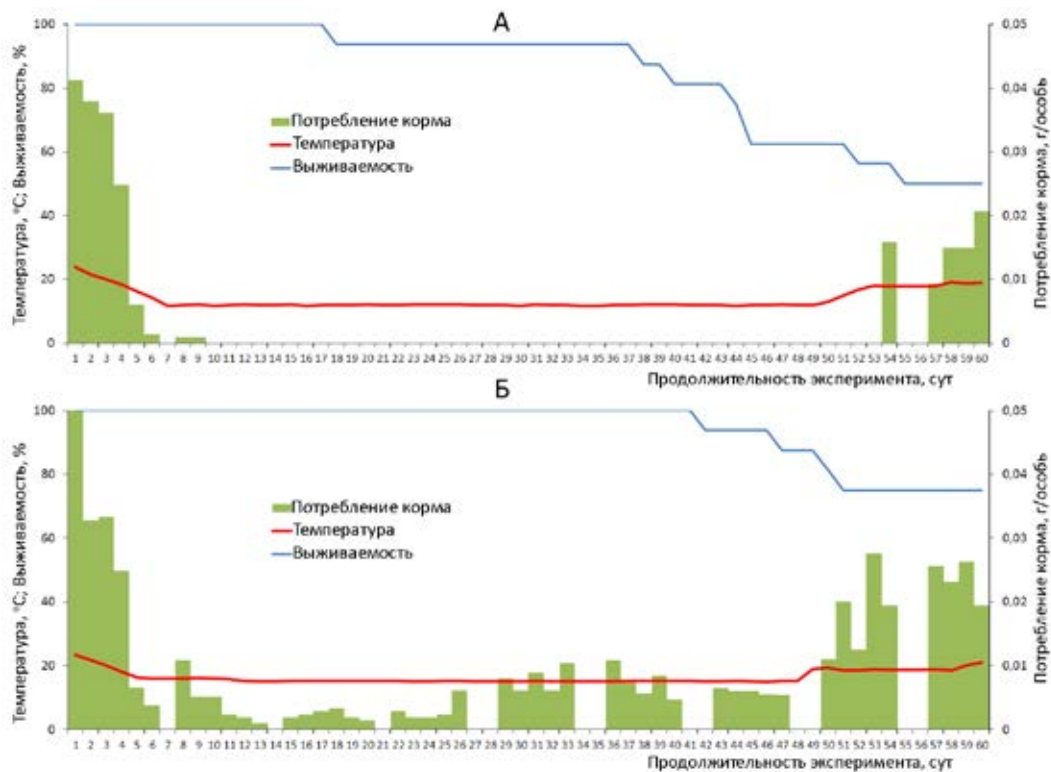 А
Температура, °С; Выживаемость, %
100
80
60
40
20
0
Потребление корма
Температура
Выживаемость
0,05
0,04
0,03
0,02
0,01
0
Потребление корма, г/особь
1 2 3 4 5 6 7 8 9 10 11 12 13 14 15 16 17 18 19 20 21 22 23 24 25 26 27 28 29 30 31 32 33 34 35 36 37 38 39 40 41 42 43 44 45 46 47 48 49 50 51 52 53 54 55 56 57 58 59 60
Продолжительность эксперимента, сут
Б
Температура, °С; Выживаемость, %
100
80
60
40
20
0
Потребление корма
Температура
Выживаемость
0,05
0,04
0,03
0,02
0,01
0
Потребление корма, г/особь
1 2 3 4 5 6 7 8 9 10 11 12 13 14 15 16 17 18 19 20 21 22 23 24 25 26 27 28 29 30 31 32 33 34 35 36 37 38 39 40 41 42 43 44 45 46 47 48 49 50 51 52 53 54 55 56 57 58 59 60
Продолжительность эксперимента, сут